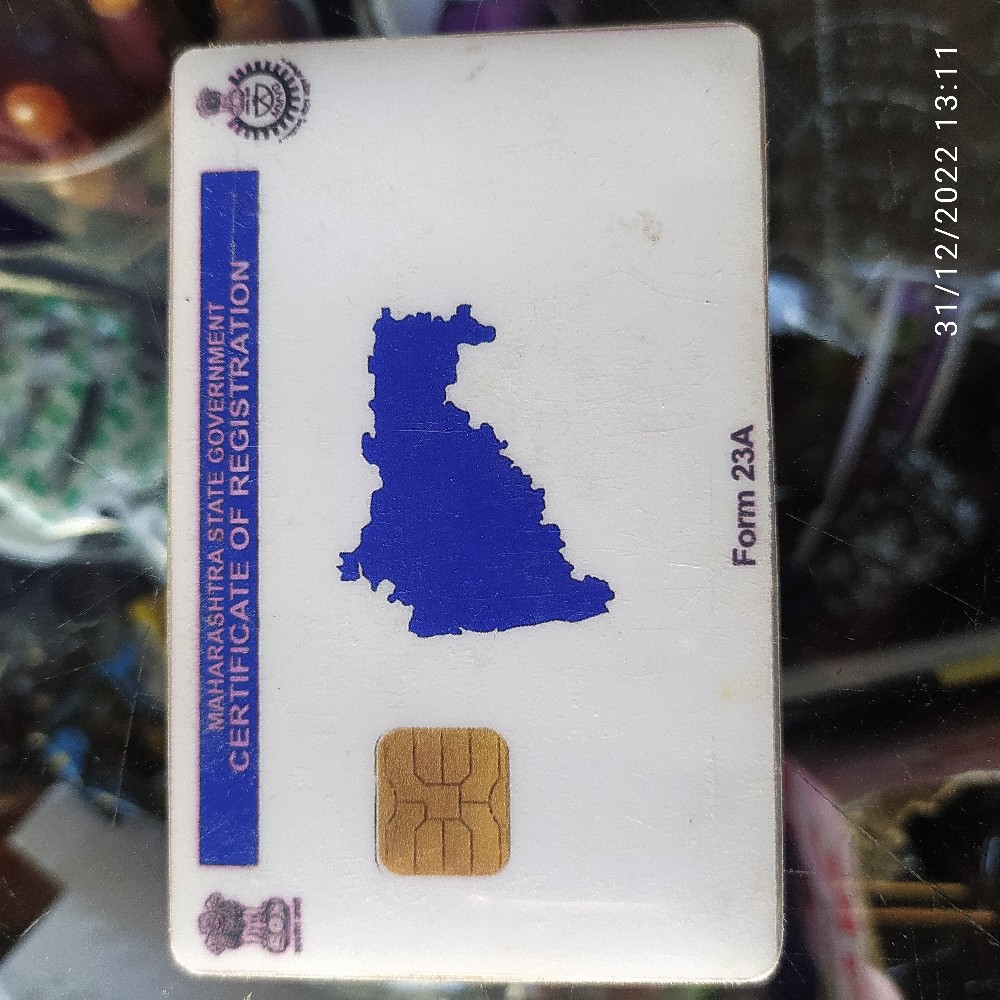 MAHARASHTRA STATE GOVERNMENT
CERTIFICATE OF REGISTRATION
Form 23A
31/12/2022 13:11